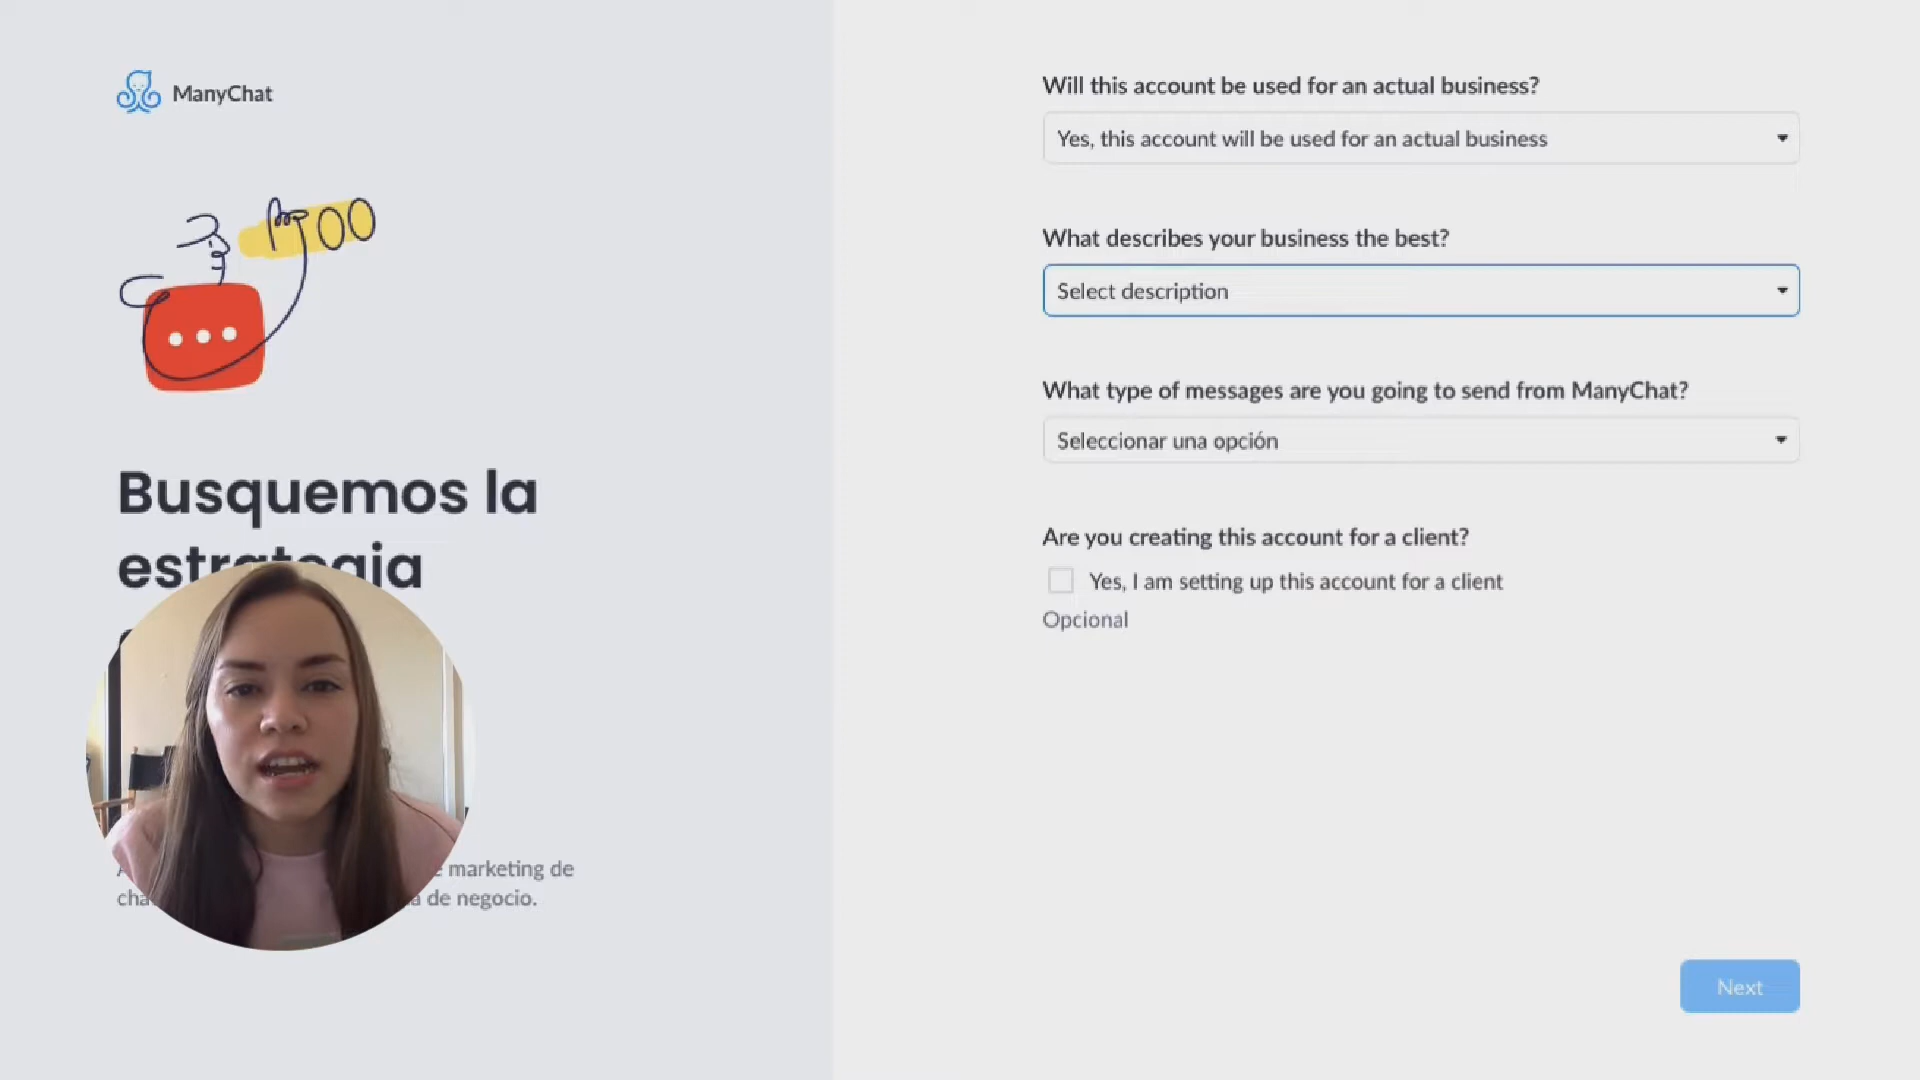 ManyChat
Busquemos la
marketing de
de negocio.
Will this account be used for an actual business?
Yes, this account will be used for an actual business
What describes your business the best?
Select description
What type of messages are you going to send from ManyChat?
Seleccionar una opción
Are you creating this account for a client?
Yes, I am setting up this account for a client
Opcional
Next